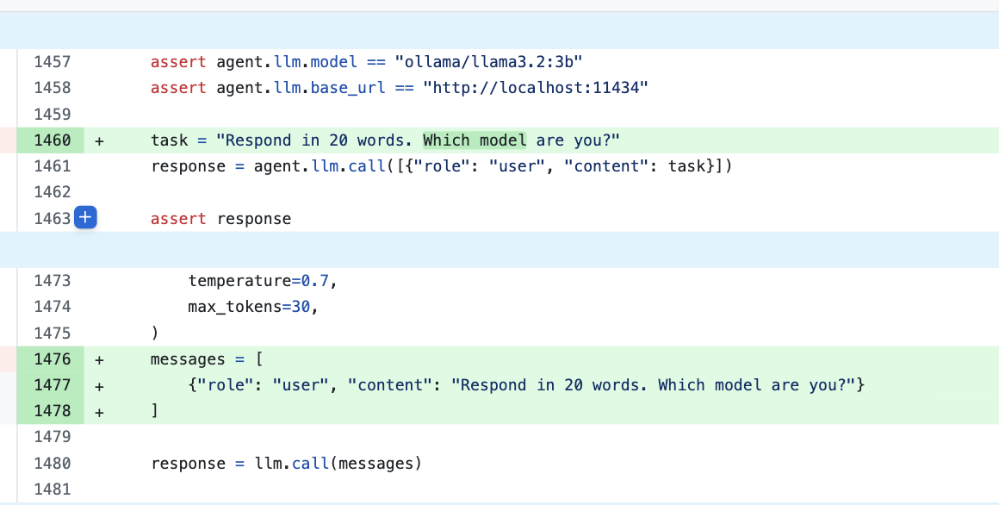 1457 assert agent.llm.model == "ollama/llama3.2:3b"
1458 assert agent.llm.base_url == "http://localhost:11434"
1459
1460 + task = "Respond in 20 words. Which model are you?"
1461 response = agent.llm.call([{"role": "user", "content": task}])
1462
1463 + assert response
1473 temperature=0.7,
1474 max_tokens=30,
1475 )
1476 + messages = [
1477 + {"role": "user", "content": "Respond in 20 words. Which model are you?"}
1478 + ]
1479
1480 response = llm.call(messages)
1481